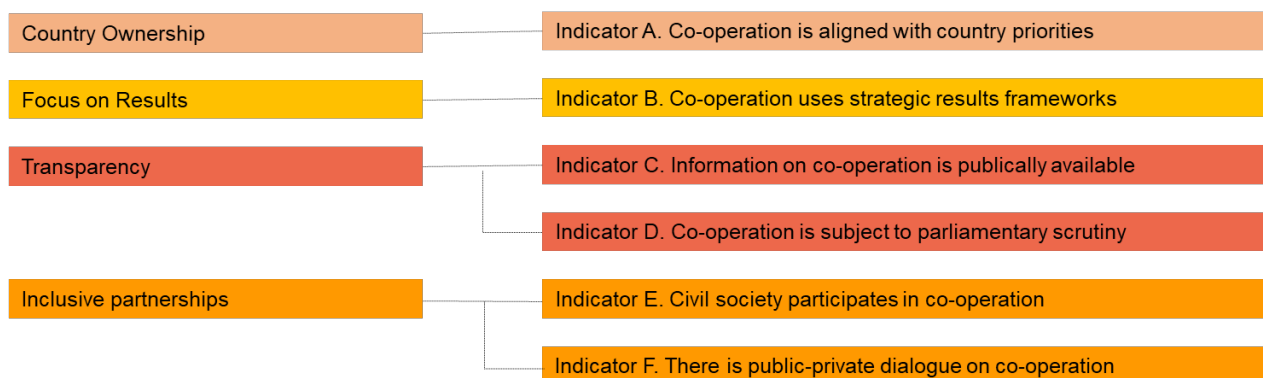 Country Ownership
Indicator A. Co-operation is aligned with country priorities
Focus on Results
Indicator B. Co-operation uses strategic results frameworks
Transparency
Indicator C. Information on co-operation is publically available
Indicator D. Co-operation is subject to parliamentary scrutiny
Inclusive partnerships
Indicator E. Civil society participates in co-operation
Indicator F. There is public-private dialogue on co-operation